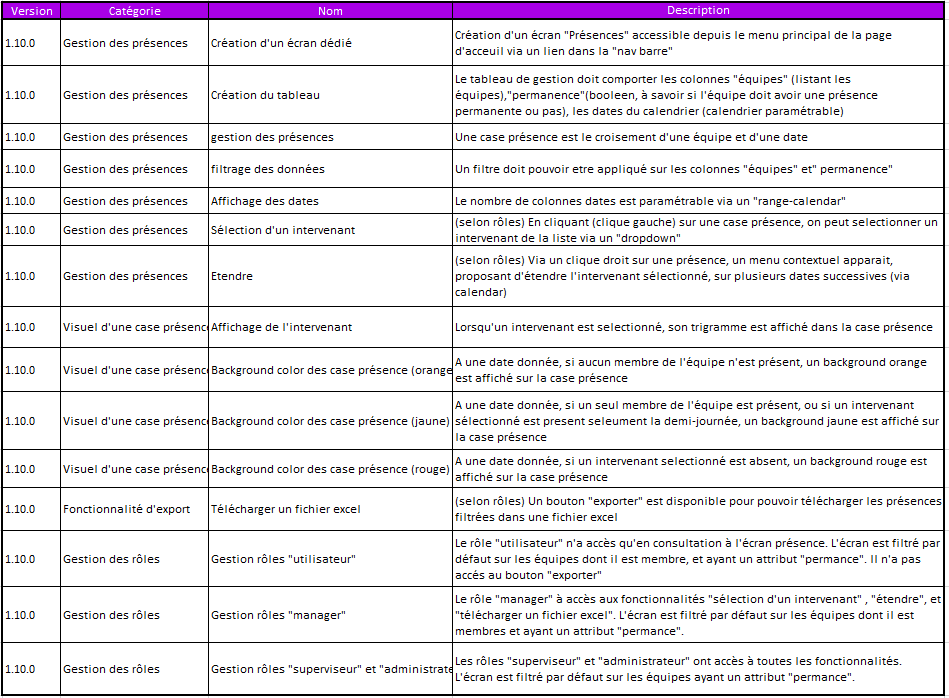 Version Catégorie Nom Description
1.10.0 Gestion des présences Création d'un écran dédié Création d'un écran "Présences" accessible depuis le menu principal de la page
d'acceuil via un lien dans la "nav barre"
1.10.0 Gestion des présences Création du tableau Le tableau de gestion doit comporter les colonnes "équipes" (listant les
équipes),"permanence"(booleen, à savoir si l'équipe doit avoir une présence
permanente ou pas), les dates du calendrier (calendrier paramétrable)
1.10.0 Gestion des présences gestion des présences Une case présence est le croisement d'une équipe et d'une date
1.10.0 Gestion des présences filtrage des données Un filtre doit pouvoir etre appliqué sur les colonnes "équipes" et" permanence"
1.10.0 Gestion des présences Affichage des dates Le nombre de colonnes dates est paramétrable via un "range-calendar"
1.10.0 Gestion des présences Sélection d'un intervenant (selon rôles) En cliquant (clique gauche) sur une case présence, on peut selectionner un
intervenant de la liste via un "dropdown"
1.10.0 Gestion des présences Etendre (selon rôles) Via un clique droit sur une présence, un menu contextuel apparait,
proposant d'étendre l'intervenant sélectionné, sur plusieurs dates successives (via
calendar)
1.10.0 Visuel d'une case présenc Affichage de l'intervenant Lorsqu'un intervenant est selectionné, son trigramme est affiché dans la case présence
1.10.0 Visuel d'une case présenc Background color des case présence (orange A une date donnée, si aucun membre de l'équipe n'est présent, un background orange
est affiché sur la case présence
1.10.0 Visuel d'une case présenc Background color des case présence (jaune) A une date donnée, si un seul membre de l'équipe est présent, ou si un intervenant
sélectionné est present seleument la demi-journée, un background jaune est affiché sur
la case présence
1.10.0 Visuel d'une case présenc Background color des case présence (rouge) A une date donnée, si un intervenant selectionné est absent, un background rouge est
affiché sur la case présence
1.10.0 Fonctionnalité d'export Télécharger un fichier excel (selon rôles) Un bouton "exporter" est disponible pour pouvoir télécharger les présences
filtrées dans une fichier excel
1.10.0 Gestion des rôles Gestion rôles "utilisateur" Le rôle "utilisateur" n'a accès qu'en consultation à l'écran présence. L'écran est filtré par
défaut sur les équipes dont il est membre, et ayant un attribut "permance". Il n'a pas
accés au bouton "exporter"
1.10.0 Gestion des rôles Gestion rôles "manager" Le rôle "manager" à accès aux fonctionnalités "sélection d'un intervenant" , "étendre", et
"télécharger un fichier excel". L'écran est filtré par défaut sur les équipes dont il est
membres et ayant un attribut "permance".
1.10.0 Gestion des rôles Gestion rôles "superviseur" et "administrate Les rôles "superviseur" et "administrateur" ont accès à toutes les fonctionnalités.
L'écran est filtré par défaut sur les équipes ayant un attribut "permance".